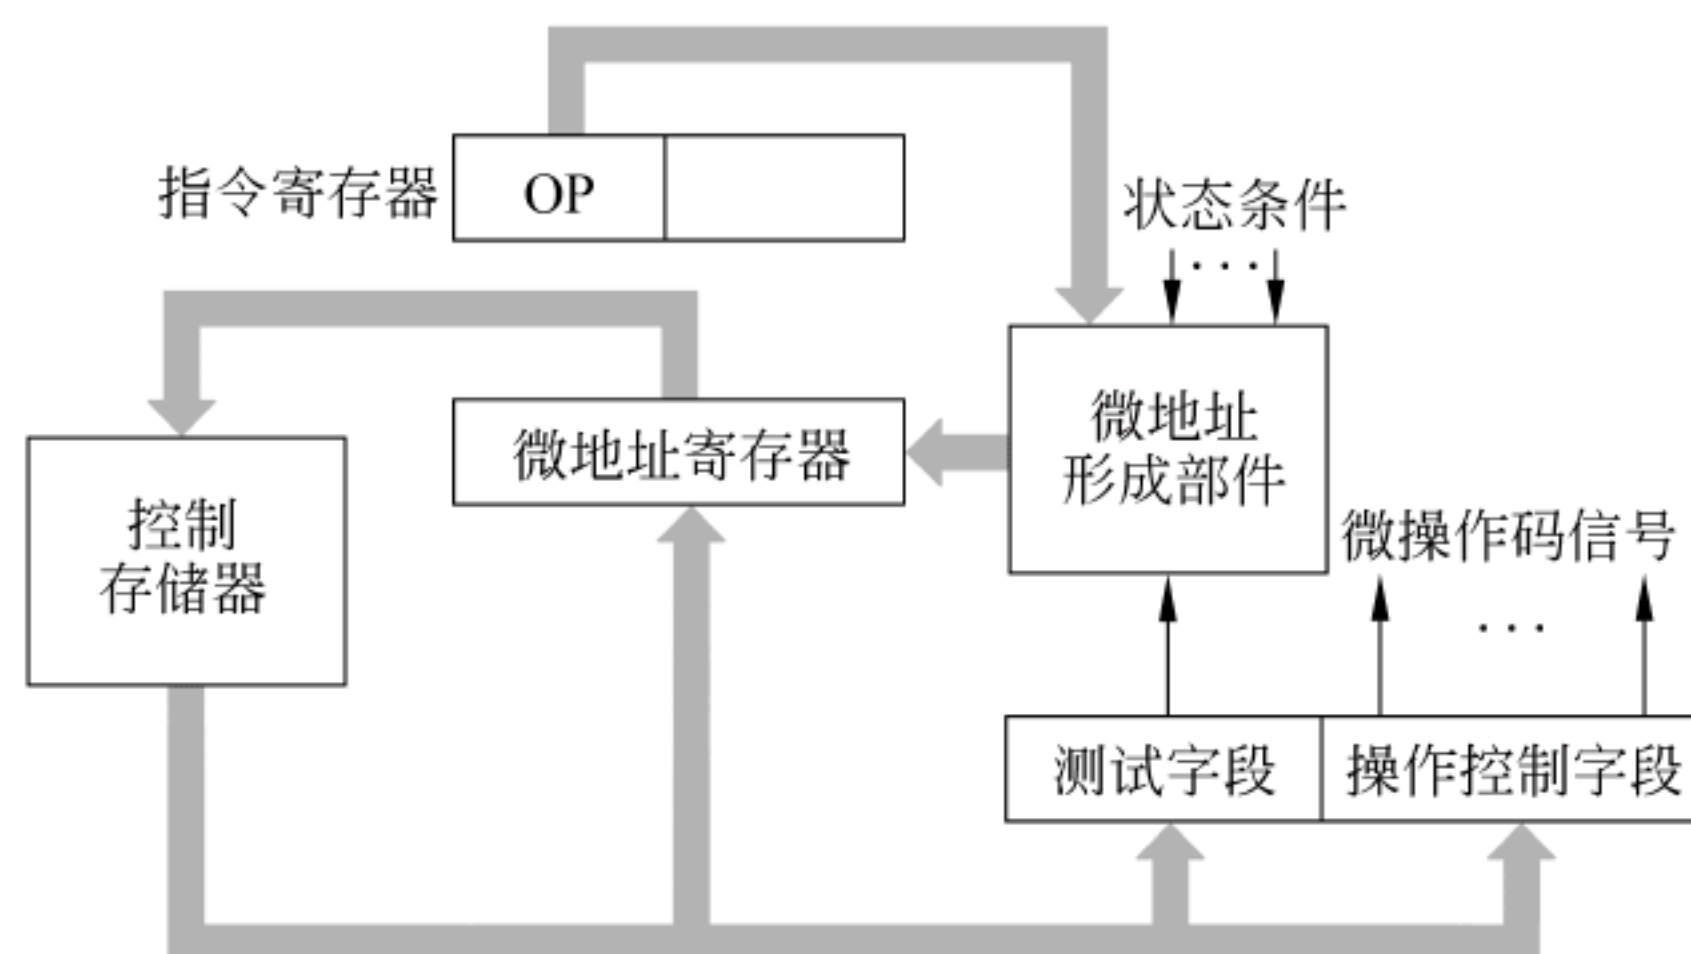 指令寄存器
OP
状态条件
微地址
形成部件
微地址寄存器
控制
存储器
微操作码信号
...
测试字段
操作控制字段